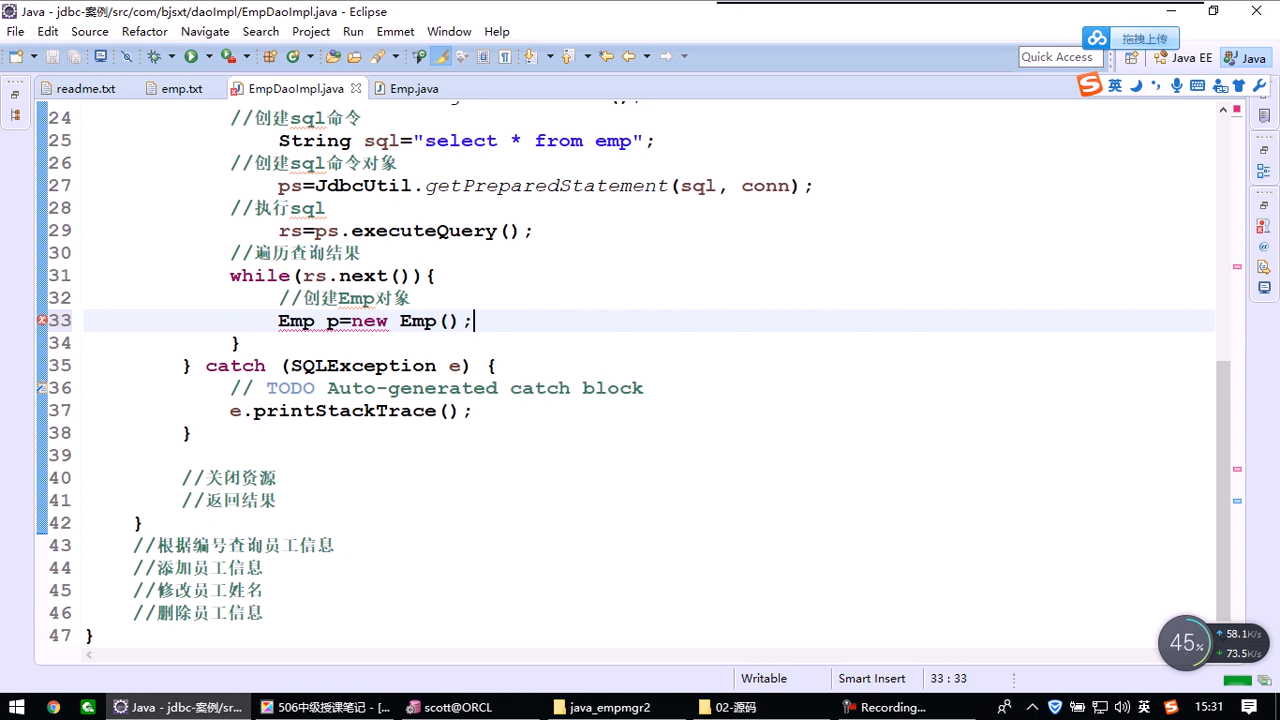 Java - jdbc-案例/src/com/bjsxt/daoImpl/EmpDaoImpl.java - Eclipse
File Edit Source Refactor Navigate Search Project Run Emmet Window Help
拖拽上传
Quick Access Java EE Java
readme.txt emp.txt EmpDaoImpl.java Emp.java
英
24 //创建sql命令
25 String sql="select * from emp";
26 //创建sql命令对象
27 ps=JdbcUtil.getPreparedStatement(sql, conn);
28 //执行sql
29 rs=ps.executeQuery();
30 //遍历查询结果
31 while(rs.next()){
32 //创建Emp对象
33 Emp p=new Emp();
34 }
35 } catch (SQLException e) {
36 // TODO Auto-generated catch block
37 e.printStackTrace();
38 }
39
40 //关闭资源
41 //返回结果
42 }
43 //根据编号查询员工信息
44 //添加员工信息
45 //修改员工姓名
46 //删除员工信息
47 }
45%
58.1K/s
73.5K/s
Writable Smart Insert 33 : 33
Java - jdbc-案例/sr... 506中级授课笔记 - [... scott@ORCL java_empmgr2 02-源码 Recording... 英 15:31